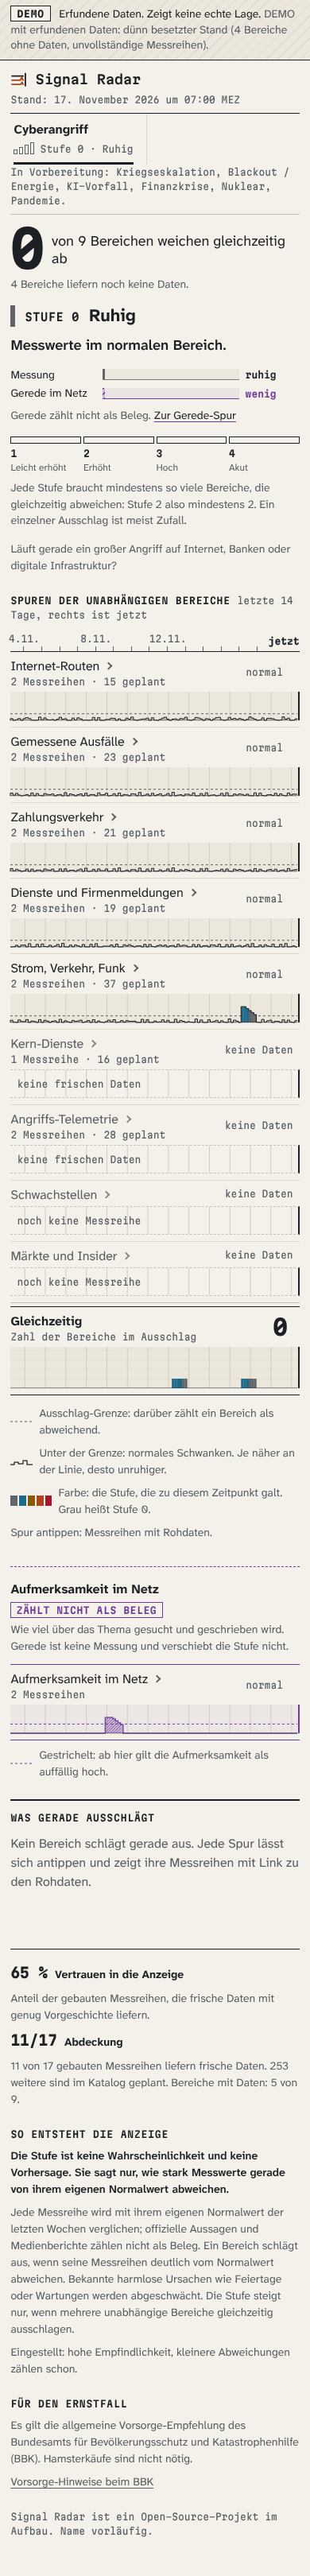 DEMO Erfundene Daten. Zeigt keine echte Lage. DEMO
mit erfundenen Daten: dünn besetzter Stand (4 Bereiche
ohne Daten, unvollständige Messreihen).
Signal Radar
Stand: 17. November 2026 um 07:00 MEZ
Cyberangriff
Stufe 0 · Ruhig
In Vorbereitung: Kriegseskalation, Blackout /
Energie, KI-Vorfall, Finanzkrise, Nuklear,
Pandemie.
0 von 9 Bereichen weichen gleichzeitig
ab
4 Bereiche liefern noch keine Daten.
STUFE 0 Ruhig
Messwerte im normalen Bereich.
Messung ruhig
Gerede im Netz wenig
Gerede zählt nicht als Beleg. Zur Gerede-Spur
1 2 3 4
Leicht erhöht Erhöht Hoch Akut
Jede Stufe braucht mindestens so viele Bereiche, die
gleichzeitig abweichen: Stufe 2 also mindestens 2. Ein
einzelner Ausschlag ist meist Zufall.
Läuft gerade ein großer Angriff auf Internet, Banken oder
digitale Infrastruktur?
SPUREN DER UNABHÄNGIGEN BEREICHE letzte 14
Tage, rechts ist jetzt
4.11. 8.11. 12.11. jetzt
Internet-Routen >
normal
2 Messreihen · 15 geplant
Gemessene Ausfälle >
normal
2 Messreihen · 23 geplant
Zahlungsverkehr >
normal
2 Messreihen · 21 geplant
Dienste und Firmenmeldungen >
normal
2 Messreihen · 19 geplant
Strom, Verkehr, Funk >
normal
2 Messreihen · 37 geplant
Kern-Dienste >
keine Daten
1 Messreihe · 16 geplant
keine frischen Daten
Angriffs-Telemetrie >
keine Daten
2 Messreihen · 28 geplant
keine frischen Daten
Schwachstellen >
keine Daten
noch keine Messreihe
Märkte und Insider >
keine Daten
noch keine Messreihe
Gleichzeitig 0
Zahl der Bereiche im Ausschlag
Ausschlag-Grenze: darüber zählt ein Bereich als
abweichend.
Unter der Grenze: normales Schwanken. Je näher an
der Linie, desto unruhiger.
Farbe: die Stufe, die zu diesem Zeitpunkt galt.
Grau heißt Stufe 0.
Spur antippen: Messreihen mit Rohdaten.
Aufmerksamkeit im Netz
ZÄHLT NICHT ALS BELEG
Wie viel über das Thema gesucht und geschrieben wird.
Gerede ist keine Messung und verschiebt die Stufe nicht.
Aufmerksamkeit im Netz >
normal
2 Messreihen
Gestrichelt: ab hier gilt die Aufmerksamkeit als
auffällig hoch.
WAS GERADE AUSSCHLÄGT
Kein Bereich schlägt gerade aus. Jede Spur lässt
sich antippen und zeigt ihre Messreihen mit Link zu
den Rohdaten.
65 % Vertrauen in die Anzeige
Anteil der gebauten Messreihen, die frische Daten mit
genug Vorgeschichte liefern.
11/17 Abdeckung
11 von 17 gebauten Messreihen liefern frische Daten. 253
weitere sind im Katalog geplant. Bereiche mit Daten: 5 von
9.
SO ENTSTEHT DIE ANZEIGE
Die Stufe ist keine Wahrscheinlichkeit und keine
Vorhersage. Sie sagt nur, wie stark Messwerte gerade
von ihrem eigenen Normalwert abweichen.
Jede Messreihe wird mit ihrem eigenen Normalwert der
letzten Wochen verglichen; offizielle Aussagen und
Medienberichte zählen nicht als Beleg. Ein Bereich schlägt
aus, wenn seine Messreihen deutlich vom Normalwert
abweichen. Bekannte harmlose Ursachen wie Feiertage
oder Wartungen werden abgeschwächt. Die Stufe steigt
nur, wenn mehrere unabhängige Bereiche gleichzeitig
ausschlagen.
Eingestellt: hohe Empfindlichkeit, kleinere Abweichungen
zählen schon.
FÜR DEN ERNSTFALL
Es gilt die allgemeine Vorsorge-Empfehlung des
Bundesamts für Bevölkerungsschutz und Katastrophenhilfe
(BBK). Hamsterkäufe sind nicht nötig.
Vorsorge-Hinweise beim BBK
Signal Radar ist ein Open-Source-Projekt im
Aufbau. Name vorläufig.